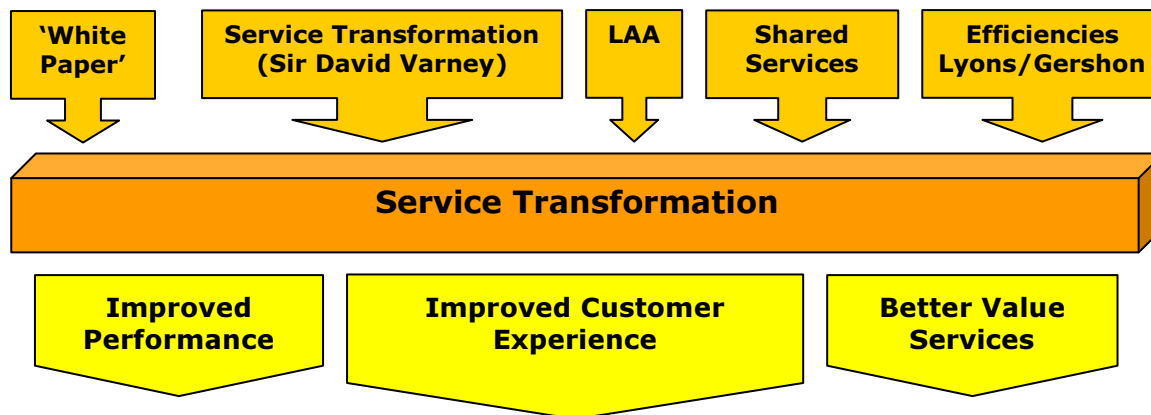 ‘White
Paper’
Service Transformation
(Sir David Varney)
LAA
Shared
Services
Efficiencies
Lyons/Gershon
Service Transformation
Improved
Performance
Improved Customer
Experience
Better Value
Services